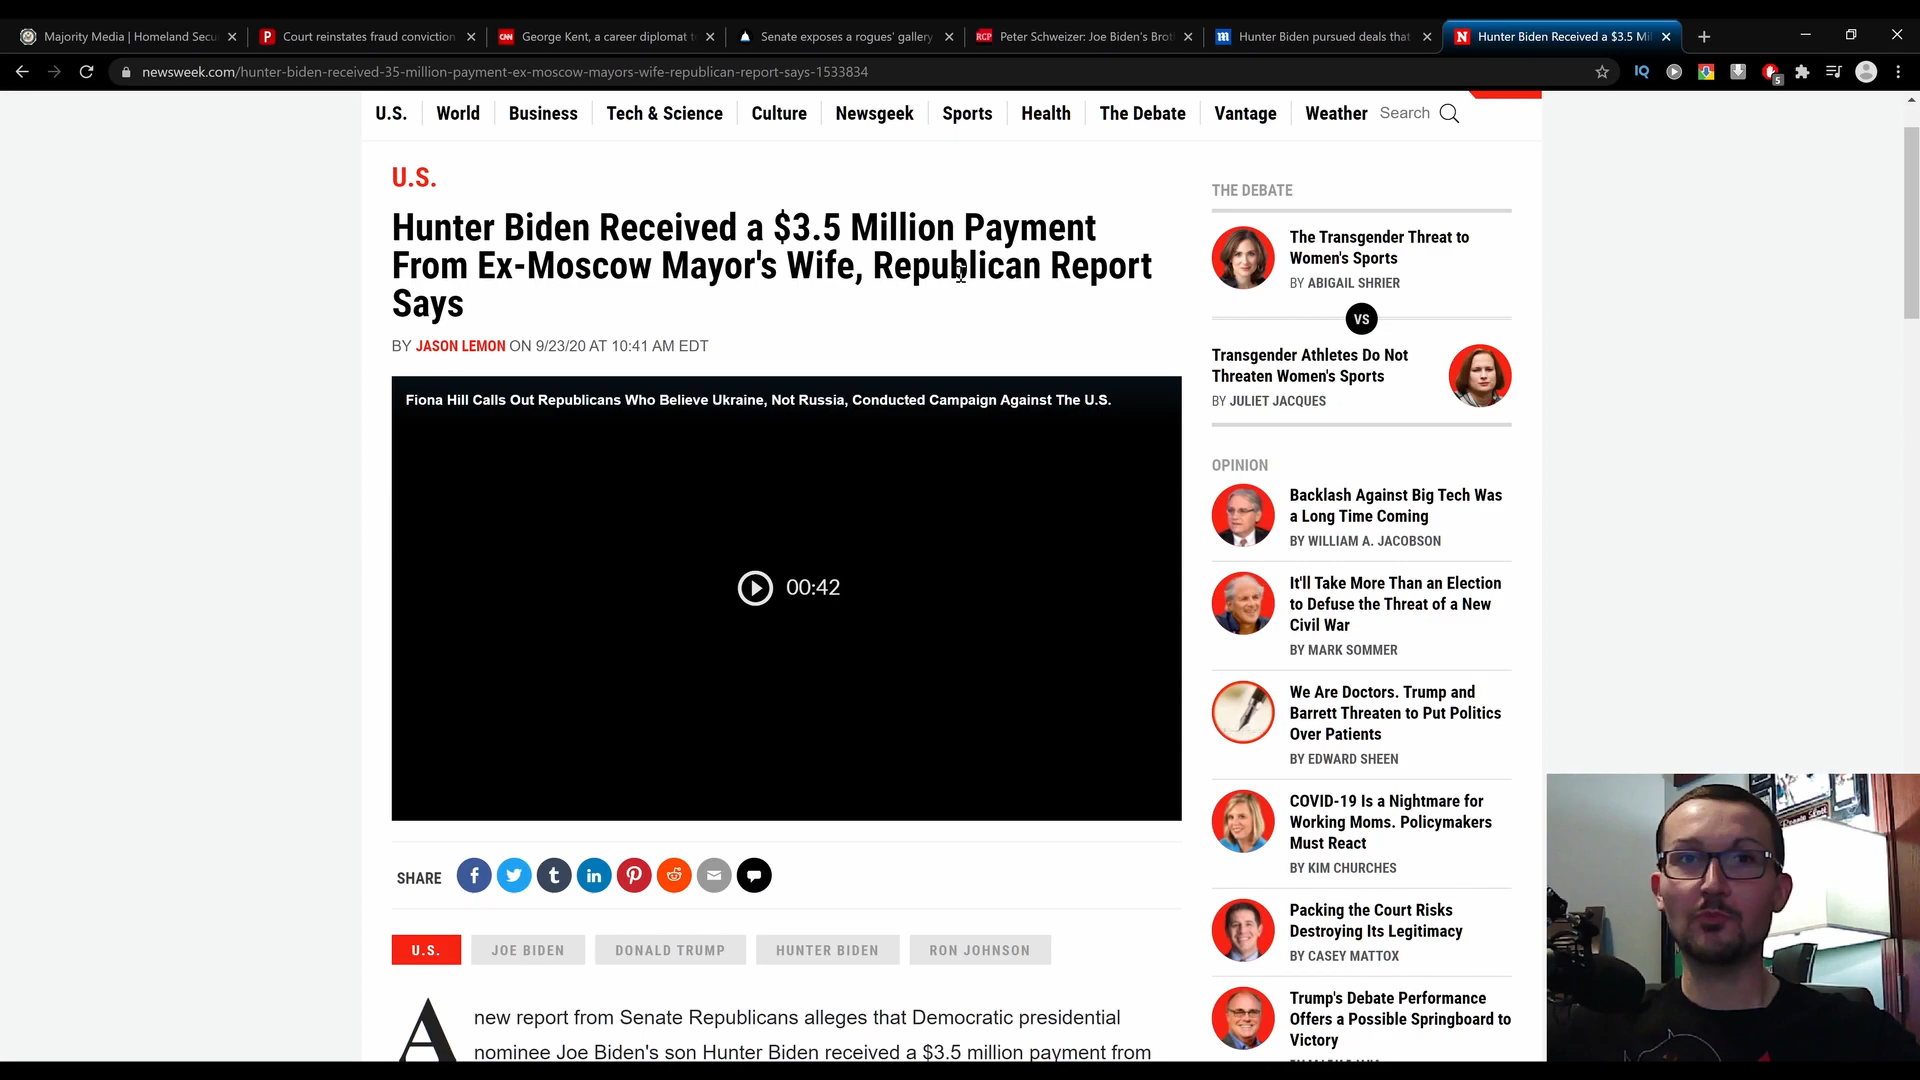 Majority Media | Homeland Secu
Court reinstates fraud conviction
George Kent, a career diplomat t
Senate exposes a rogues' gallery
Peter Schweizer: Joe Biden's Brot
Hunter Biden pursued deals that
Hunter Biden Received a $3.5 Mi
newsweek.com/hunter-biden-received-35-million-payment-ex-moscow-mayors-wife-republican-report-says-1533834
IQ
5
U.S. World Business Tech & Science Culture Newsgeek Sports Health The Debate Vantage Weather Search
U.S.
Hunter Biden Received a $3.5 Million Payment
From Ex-Moscow Mayor's Wife, Republican Report
Says
BY JASON LEMON ON 9/23/20 AT 10:41 AM EDT
Fiona Hill Calls Out Republicans Who Believe Ukraine, Not Russia, Conducted Campaign Against The U.S.
00:42
SHARE
U.S. JOE BIDEN DONALD TRUMP HUNTER BIDEN RON JOHNSON
A new report from Senate Republicans alleges that Democratic presidential
nominee Joe Biden's son Hunter Biden received a $3.5 million payment from
THE DEBATE
The Transgender Threat to
Women's Sports
BY ABIGAIL SHRIER
VS
Transgender Athletes Do Not
Threaten Women's Sports
BY JULIET JACQUES
OPINION
Backlash Against Big Tech Was
a Long Time Coming
BY WILLIAM A. JACOBSON
It'll Take More Than an Election
to Defuse the Threat of a New
Civil War
BY MARK SOMMER
We Are Doctors. Trump and
Barrett Threaten to Put Politics
Over Patients
BY EDWARD SHEEN
COVID-19 Is a Nightmare for
Working Moms. Policymakers
Must React
BY KIM CHURCHES
Packing the Court Risks
Destroying Its Legitimacy
BY CASEY MATTOX
Trump's Debate Performance
Offers a Possible Springboard to
Victory